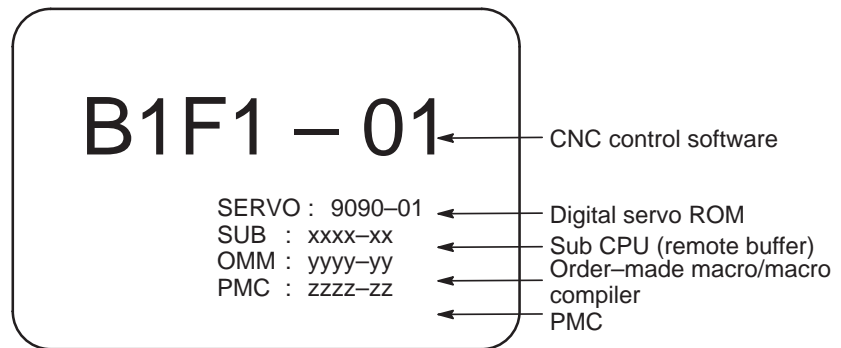 B1F1 – 01
CNC control software
SERVO : 9090–01
Digital servo ROM
SUB : xxxx–xx
Sub CPU (remote buffer)
OMM : yyyy–yy
Order–made macro/macro
compiler
PMC : zzzz–zz
PMC